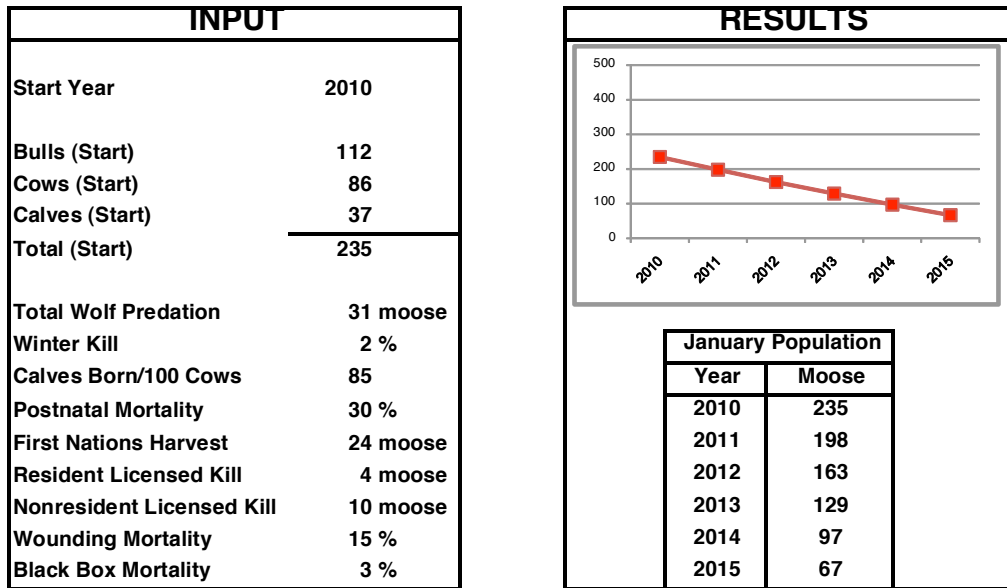 INPUT
Start Year 2010
Bulls (Start) 112
Cows (Start) 86
Calves (Start) 37
Total (Start) 235
Total Wolf Predation 31 moose
Winter Kill 2 %
Calves Born/100 Cows 85
Postnatal Mortality 30 %
First Nations Harvest 24 moose
Resident Licensed Kill 4 moose
Nonresident Licensed Kill 10 moose
Wounding Mortality 15 %
Black Box Mortality 3 %
RESULTS
500
400
300
200
100
0
2010 2011 2012 2013 2014 2015
January Population
Year Moose
2010 235
2011 198
2012 163
2013 129
2014 97
2015 67